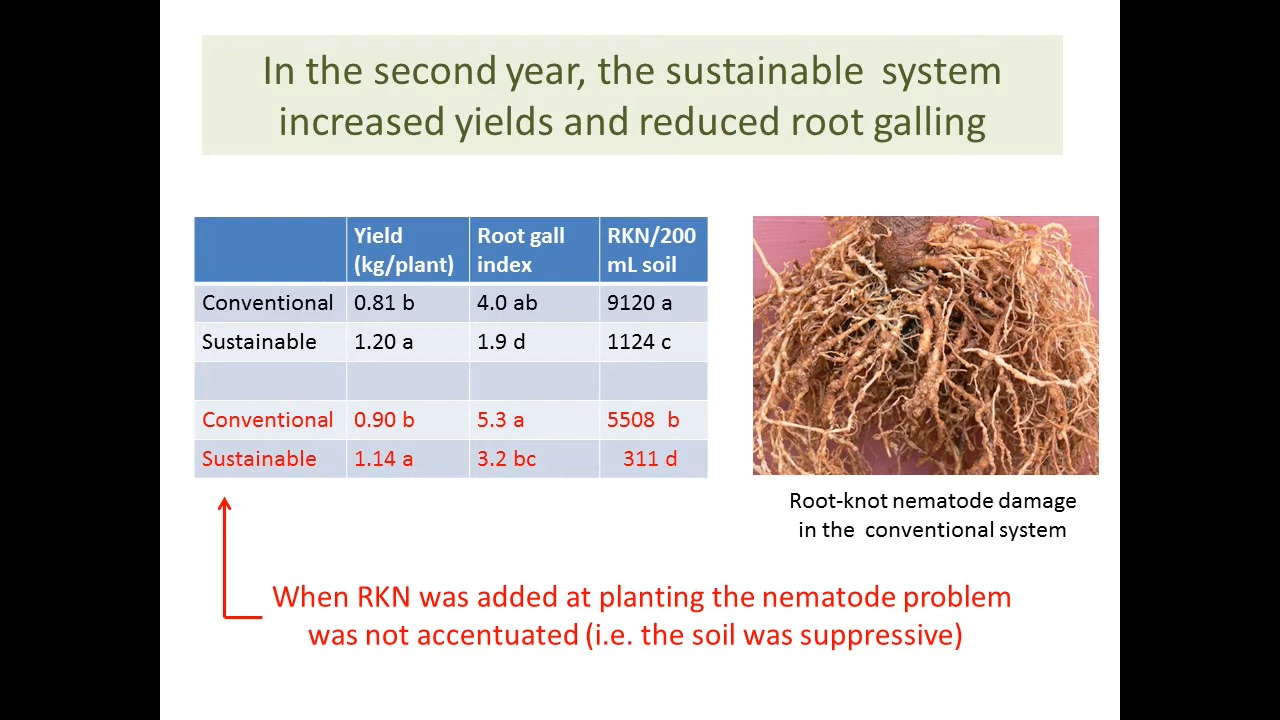 In the second year, the sustainable system
increased yields and reduced root galling
Yield Root gall RKN/200
(kg/plant) index mL soil
Conventional 0.81 b 4.0 ab 9120 a
Sustainable 1.20 a 1.9 d 1124 c
Conventional 0.90 b 5.3 a 5508 b
Sustainable 1.14 a 3.2 bc 311 d
Root-knot nematode damage
in the conventional system
When RKN was added at planting the nematode problem
was not accentuated (i.e. the soil was suppressive)